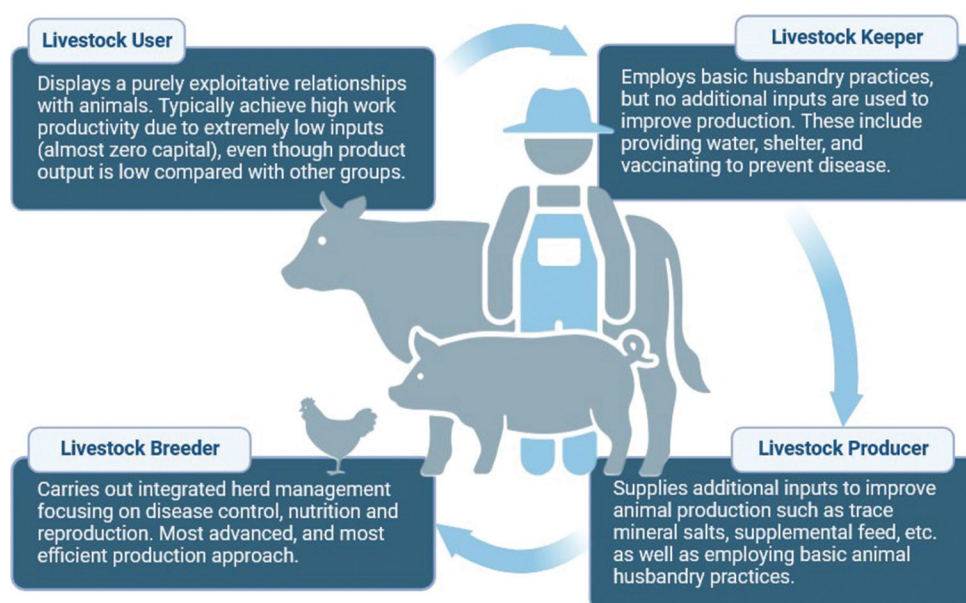 Livestock User
Displays a purely exploitative relationships
with animals. Typically achieve high work
productivity due to extremely low inputs
(almost zero capital), even though product
output is low compared with other groups.
Livestock Keeper
Employs basic husbandry practices,
but no additional inputs are used to
improve production. These include
providing water, shelter, and
vaccinating to prevent disease.
Livestock Producer
Supplies additional inputs to improve
animal production such as trace
mineral salts, supplemental feed, etc.
as well as employing basic animal
husbandry practices.
Livestock Breeder
Carries out integrated herd management
focusing on disease control, nutrition and
reproduction. Most advanced, and most
efficient production approach.